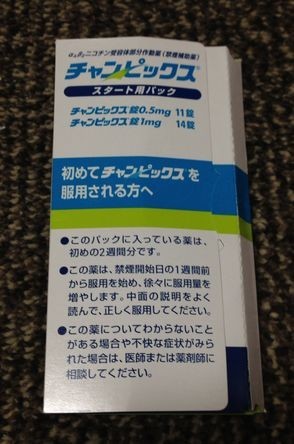 α₄β₂ニコチン受容体部分作動薬(禁煙補助薬)
チャンピックス®
スタート用パック
チャンピックス錠0.5mg 11錠
チャンピックス錠1mg 14錠
初めてチャンピックスを
服用される方へ
●このパックに入っている薬は、
初めの2週間分です。
●この薬は、禁煙開始日の1週間前
から服用を始め、徐々に服用量を
増やします。中面の説明をよく
読んで、正しく服用してください。
●この薬についてわからないこと
がある場合や不快な症状がみら
れた場合は、医師または薬剤師に
相談してください。